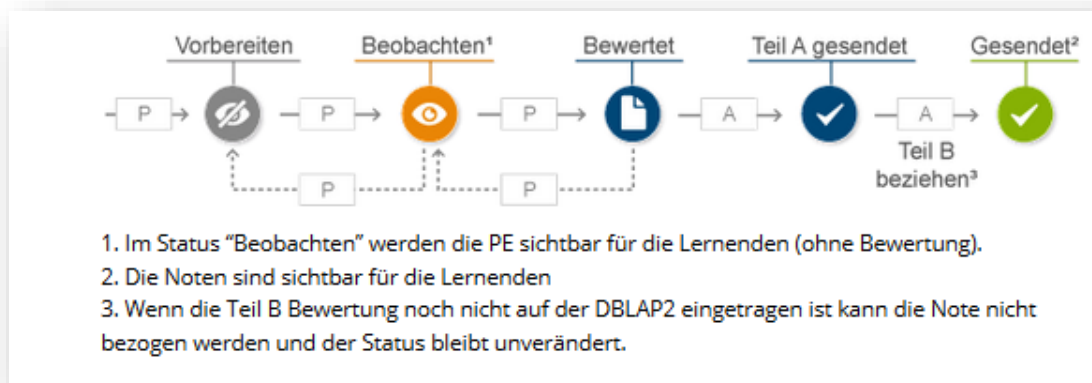 Vorbereiten Beobachten¹ Bewertet Teil A gesendet Gesendet²
P P P A A
Teil B
beziehen³
P P
1. Im Status “Beobachten” werden die PE sichtbar für die Lernenden (ohne Bewertung).
2. Die Noten sind sichtbar für die Lernenden
3. Wenn die Teil B Bewertung noch nicht auf der DBLAP2 eingetragen ist kann die Note nicht
bezogen werden und der Status bleibt unverändert.